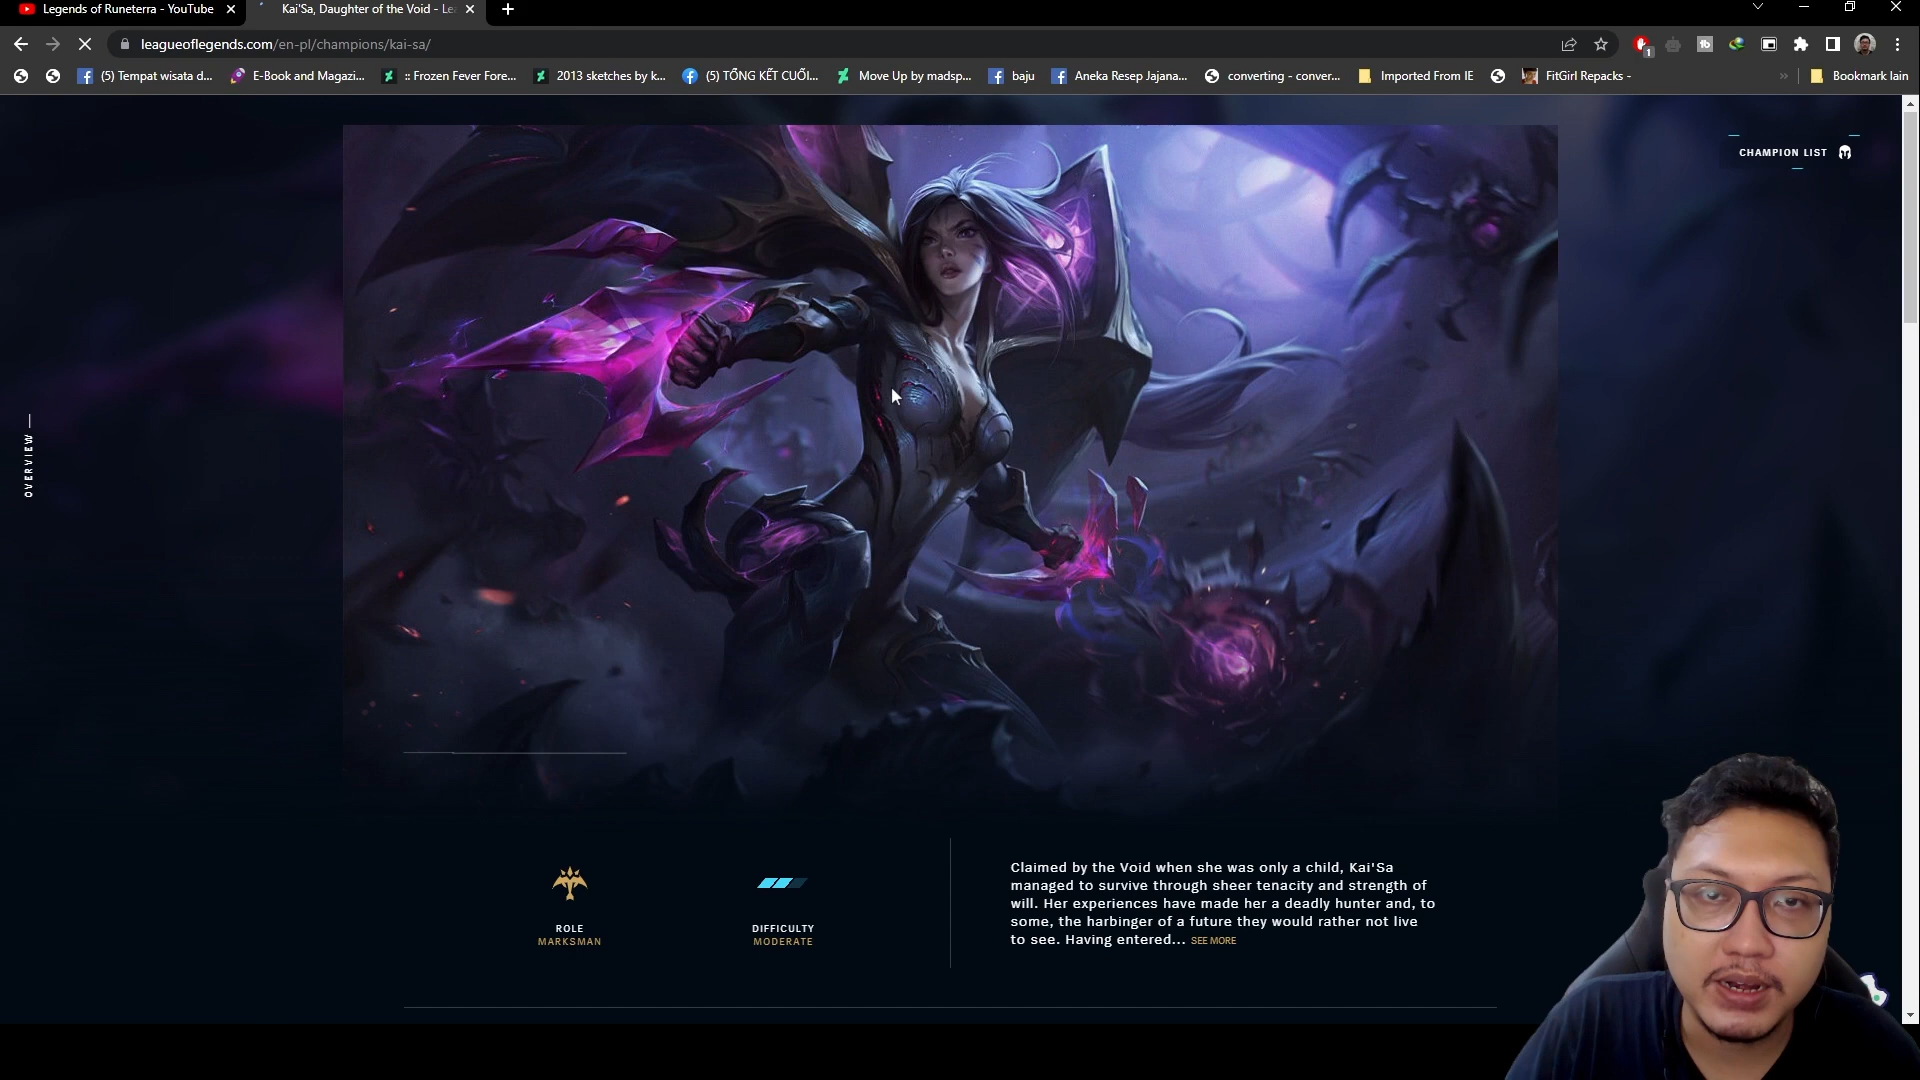 Legends of Runeterra - YouTube
Kai'Sa, Daughter of the Void - Le
leagueoflegends.com/en-pl/champions/kai-sa/
1
(5) Tempat wisata d...
E-Book and Magazi...
:: Frozen Fever Fore...
2013 sketches by k...
(5) TỔNG KẾT CUỐI...
Move Up by madsp...
baju
Aneka Resep Jajana...
converting - conver...
Imported From IE
FitGirl Repacks -
»
Bookmark lain
CHAMPION LIST
OVERVIEW
ROLE
MARKSMAN
DIFFICULTY
MODERATE
Claimed by the Void when she was only a child, Kai'Sa
managed to survive through sheer tenacity and strength of
will. Her experiences have made her a deadly hunter and, to
some, the harbinger of a future they would rather not live
to see. Having entered... SEE MORE